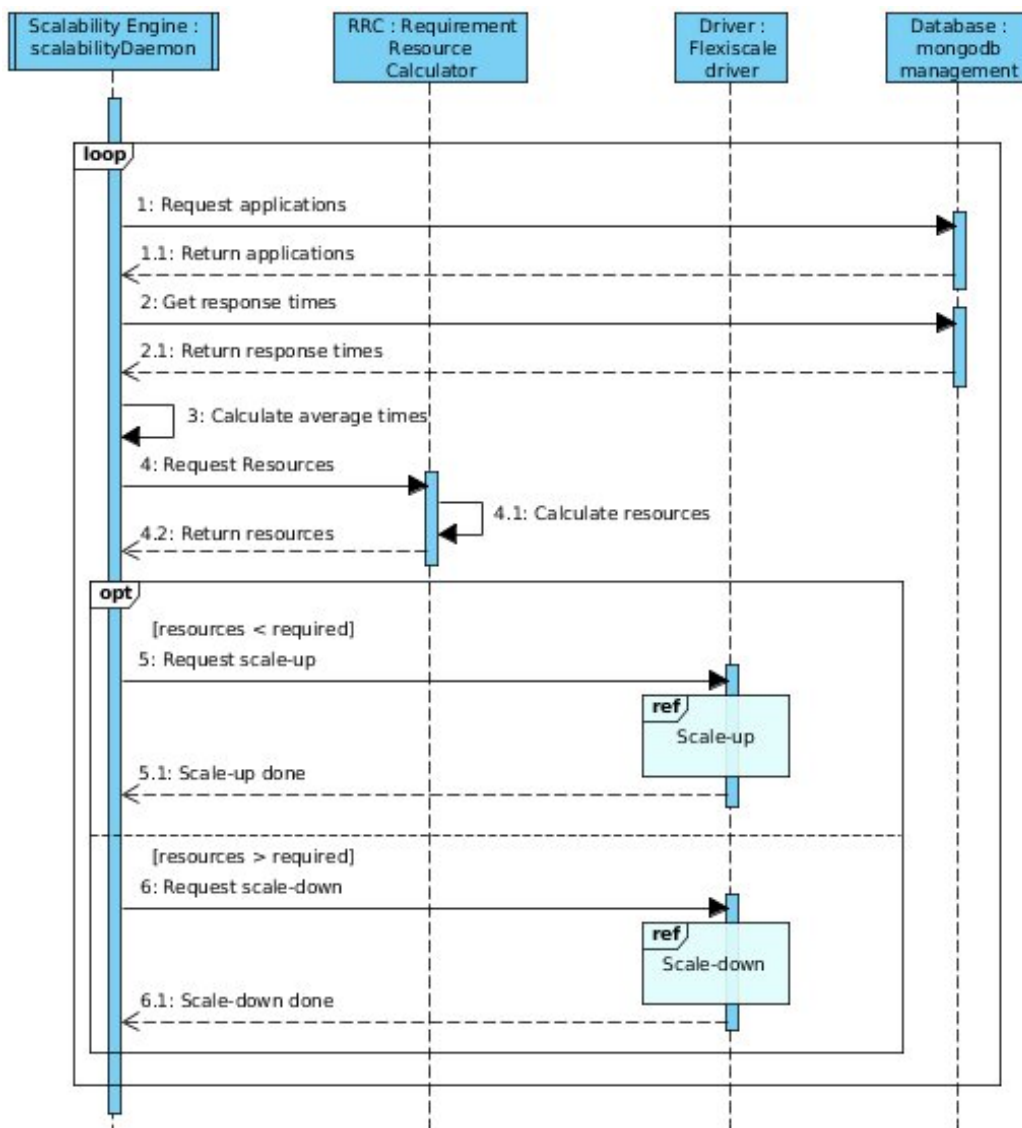 Scalability Engine :
scalabilityDaemon
RRC : Requirement
Resource
Calculator
Driver :
Flexiscale
driver
Database :
mongodb
management
loop
1: Request applications
1.1: Return applications
2: Get response times
2.1: Return response times
3: Calculate average times
4: Request Resources
4.1: Calculate resources
4.2: Return resources
opt
[resources < required]
5: Request scale-up
ref
Scale-up
5.1: Scale-up done
[resources > required]
6: Request scale-down
ref
Scale-down
6.1: Scale-down done